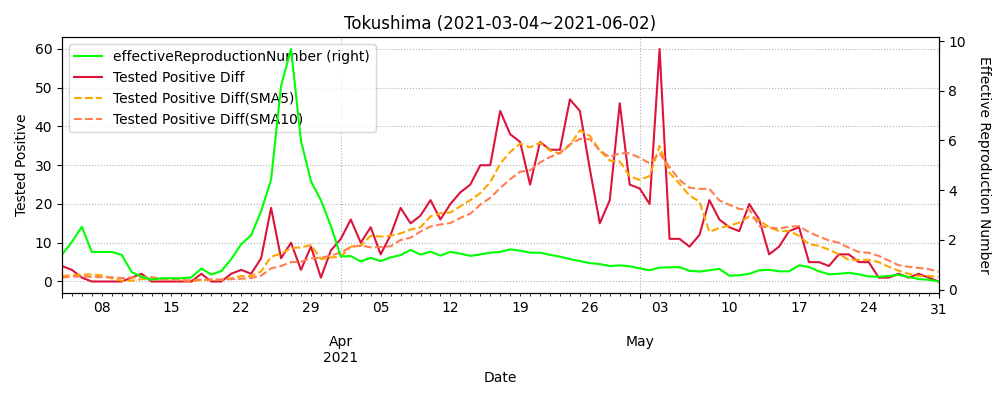 Tokushima (2021-03-04~2021-06-02)
effectiveReproductionNumber (right)
Tested Positive Diff
Tested Positive Diff(SMA5)
Tested Positive Diff(SMA10)
Tested Positive
60
50
40
30
20
10
0
Effective Reproduction Number
10
8
6
4
2
0
08 15 22 29 05 12 19 26 03 10 17 24 31
Apr May
2021
Date